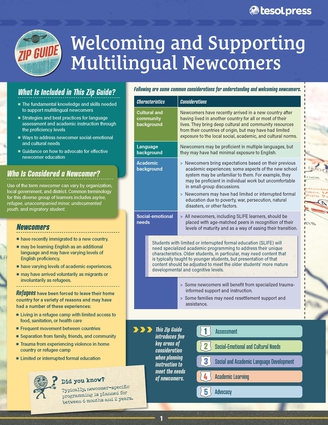 tesolpress
ZIP GUIDE
Welcoming and Supporting
Multilingual Newcomers
What Is Included in This Zip Guide?
The fundamental knowledge and skills needed
to support multilingual newcomers
Strategies and best practices for language
assessment and academic instruction through
the proficiency levels
Ways to address newcomer social-emotional
and cultural needs
Guidance on how to advocate for effective
newcomer education
Who Is Considered a Newcomer?
Use of the term newcomer can vary by organization,
local government, and district. Common terminology
for this diverse group of learners includes asylee,
refugee, unaccompanied minor, undocumented
youth, and migratory student
Newcomers
have recently immigrated to a new country.
may be learning English as an additional
language and may have varying levels of
English proficiency.
have varying levels of academic experiences.
may have arrived voluntarily as migrants or
involuntarily as refugees.
Refugees have been forced to leave their home
country for a variety of reasons and may have
had a number of these experiences:
Living in a refugee camp with limited access to
food, sanitation, or health care
Frequent movement between countries
Separation from family, friends, and community
Trauma from experiencing violence in home
country or refugee camp
Limited or interrupted formal education
Did you know?
Typically, newcomer-specific
programming is planned for
between 6 months and 2 years.
Following are some common considerations for understanding and welcoming newcomers.
Characteristics Considerations
Cultural and
community
background
Newcomers have recently arrived in a new country after
having lived in another country for all or most of their
lives. They bring deep cultural and community resources
from their countries of origin, but may have had limited
exposure to the local social, academic, and cultural norms.
Language
background
Newcomers may be proficient in multiple languages, but
they may have had minimal exposure to English.
Academic
background
Newcomers bring expectations based on their previous
academic experiences; some aspects of the new school
system may be unfamiliar to them. For example, they
may be proficient in individual work but uncomfortable
in small-group discussions.
Newcomers may have had limited or interrupted formal
education due to poverty, war, persecution, natural
disasters, or other factors.
Social-emotional
needs
All newcomers, including SLIFE learners, should be
placed with age-matched peers in recognition of their
levels of maturity and as a way of easing their transition.
Students with limited or interrupted formal education (SLIFE) will
need specialized academic programming to address their unique
characteristics. Older students, in particular, may need content that
is typically taught to younger students, but presentation of that
content should be adjusted to meet the older students' more mature
developmental and cognitive levels.
Some newcomers will benefit from specialized trauma-
informed support and instruction.
Some families may need resettlement support and
assistance.
This Zip Guide
introduces five
key areas of
consideration
when planning
instruction to
meet the needs
of newcomers.
1 Assessment
2 Social-Emotional and Cultural Needs
3 Social and Academic Language Development
4 Academic Learning
5 Advocacy
1